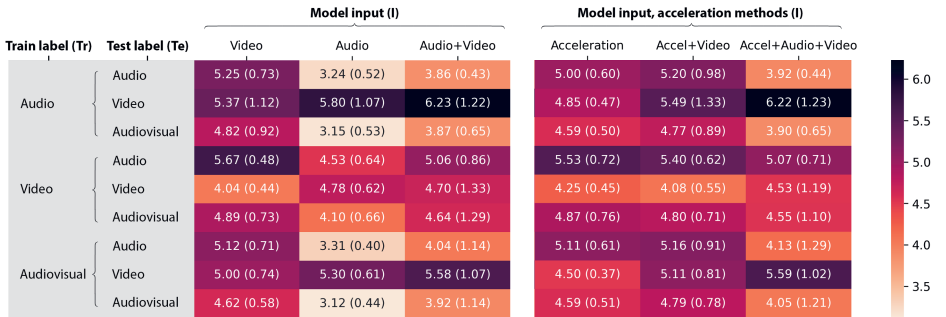 Model input (I) Model input, acceleration methods (I)
Train label (Tr) Test label (Te) Video Audio Audio+Video Acceleration Accel+Video Accel+Audio+Video
Audio 5.25 (0.73) 3.24 (0.52) 3.86 (0.43) 5.00 (0.60) 5.20 (0.98) 3.92 (0.44)
Audio Video 5.37 (1.12) 5.80 (1.07) 6.23 (1.22) 4.85 (0.47) 5.49 (1.33) 6.22 (1.23)
Audiovisual 4.82 (0.92) 3.15 (0.53) 3.87 (0.65) 4.59 (0.50) 4.77 (0.89) 3.90 (0.65)
Audio 5.67 (0.48) 4.53 (0.64) 5.06 (0.86) 5.53 (0.72) 5.40 (0.62) 5.07 (0.71)
Video Video 4.04 (0.44) 4.78 (0.62) 4.70 (1.33) 4.25 (0.45) 4.08 (0.55) 4.53 (1.19)
Audiovisual 4.89 (0.73) 4.10 (0.66) 4.64 (1.29) 4.87 (0.76) 4.80 (0.71) 4.55 (1.10)
Audio 5.12 (0.71) 3.31 (0.40) 4.04 (1.14) 5.11 (0.61) 5.16 (0.91) 4.13 (1.29)
Audiovisual Video 5.00 (0.74) 5.30 (0.61) 5.58 (1.07) 4.50 (0.37) 5.11 (0.81) 5.59 (1.02)
Audiovisual 4.62 (0.58) 3.12 (0.44) 3.92 (1.14) 4.59 (0.51) 4.79 (0.78) 4.05 (1.21)
6.0
5.5
5.0
4.5
4.0
3.5